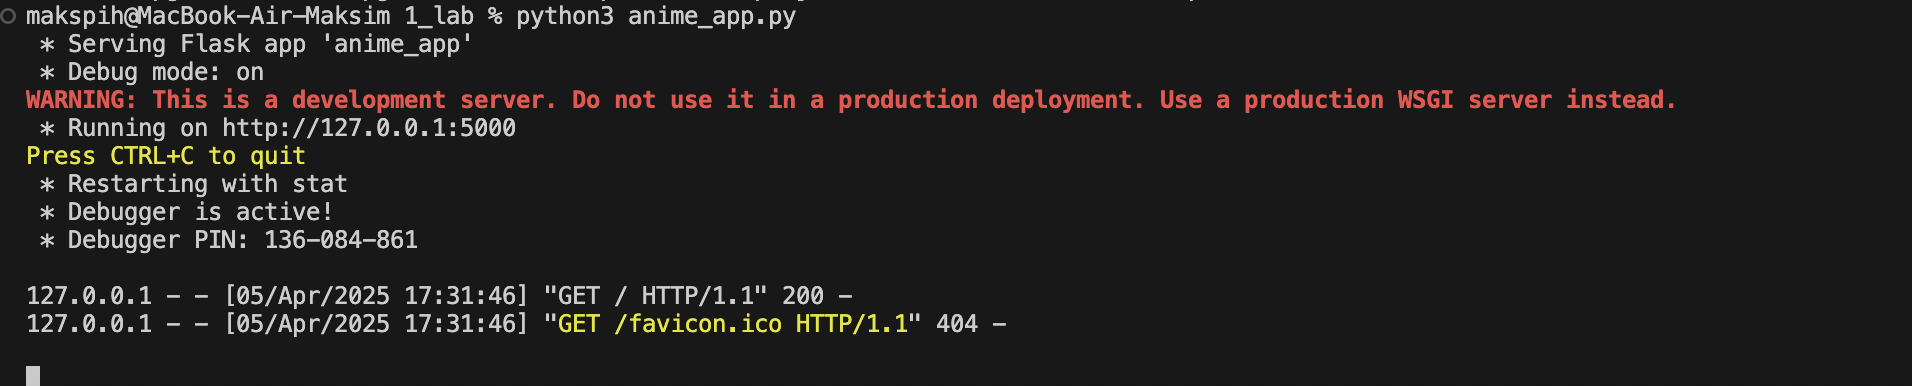 makspih@MacBook-Air-Maksim 1_lab % python3 anime_app.py
* Serving Flask app 'anime_app'
* Debug mode: on
WARNING: This is a development server. Do not use it in a production deployment. Use a production WSGI server instead.
* Running on http://127.0.0.1:5000
Press CTRL+C to quit
* Restarting with stat
* Debugger is active!
* Debugger PIN: 136-084-861
127.0.0.1 - - [05/Apr/2025 17:31:46] "GET / HTTP/1.1" 200 -
127.0.0.1 - - [05/Apr/2025 17:31:46] "GET /favicon.ico HTTP/1.1" 404 -